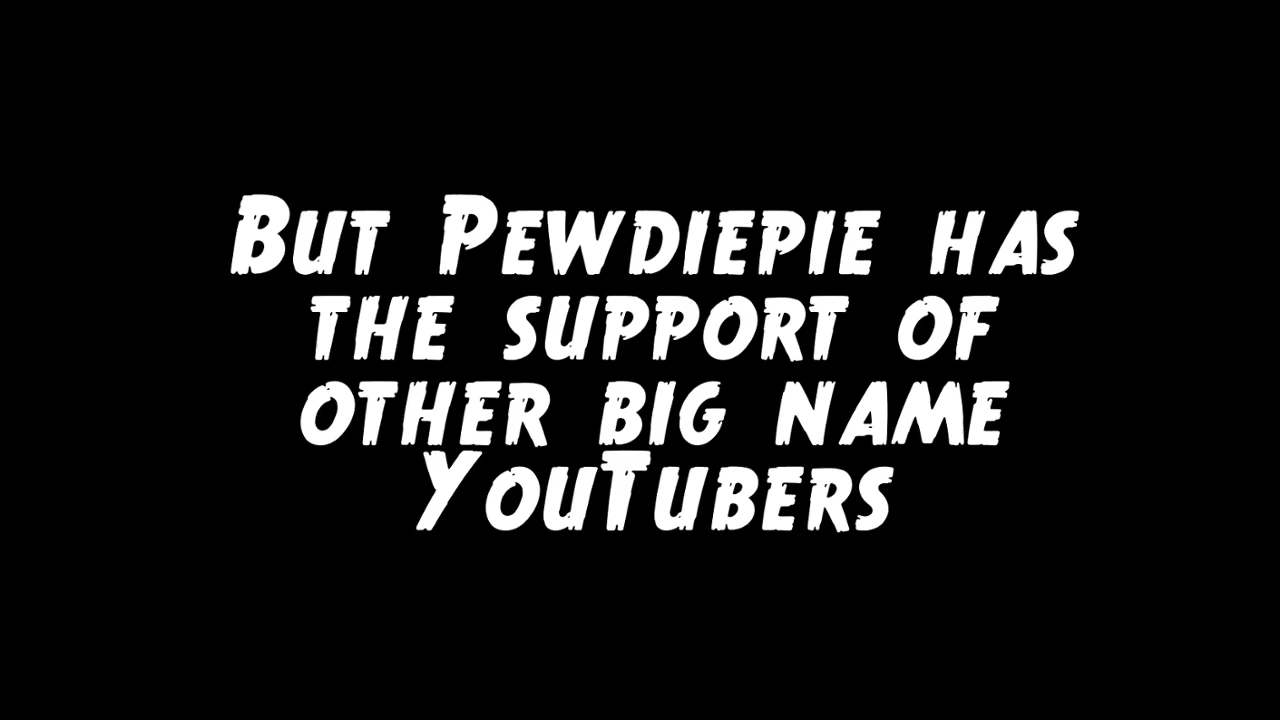 But Pewdiepie has
the support of
other big name
YouTubers